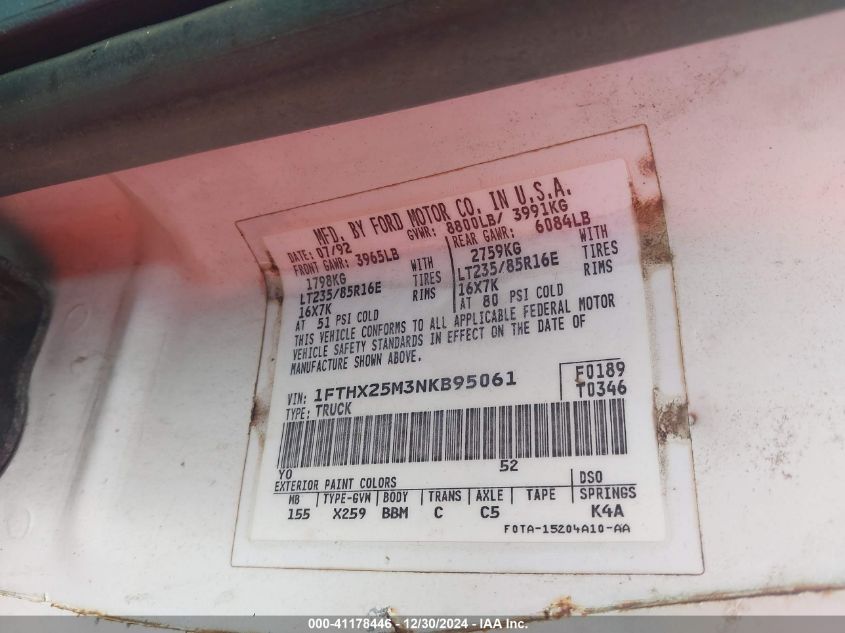 MFD. BY FORD MOTOR CO. IN U.S.A.
DATE: 07/92 GVWR: 8800LB/ 3991KG
FRONT GAWR: 3965LB REAR GAWR: 6084LB
1798KG WITH 2759KG WITH
LT235/85R16E TIRES LT235/85R16E TIRES
16X7K RIMS 16X7K RIMS
AT 51 PSI COLD AT 80 PSI COLD
THIS VEHICLE CONFORMS TO ALL APPLICABLE FEDERAL MOTOR
VEHICLE SAFETY STANDARDS IN EFFECT ON THE DATE OF
MANUFACTURE SHOWN ABOVE.
VIN: 1FTHX25M3NKB95061 F0189
TYPE: TRUCK T0346
YO 52
EXTERIOR PAINT COLORS DSO
WB TYPE-GVW BODY TRANS AXLE TAPE SPRINGS
155 X259 BBM C C5 K4A
F0TA-15204A10-AA
000-41178446 - 12/30/2024 - IAA Inc.